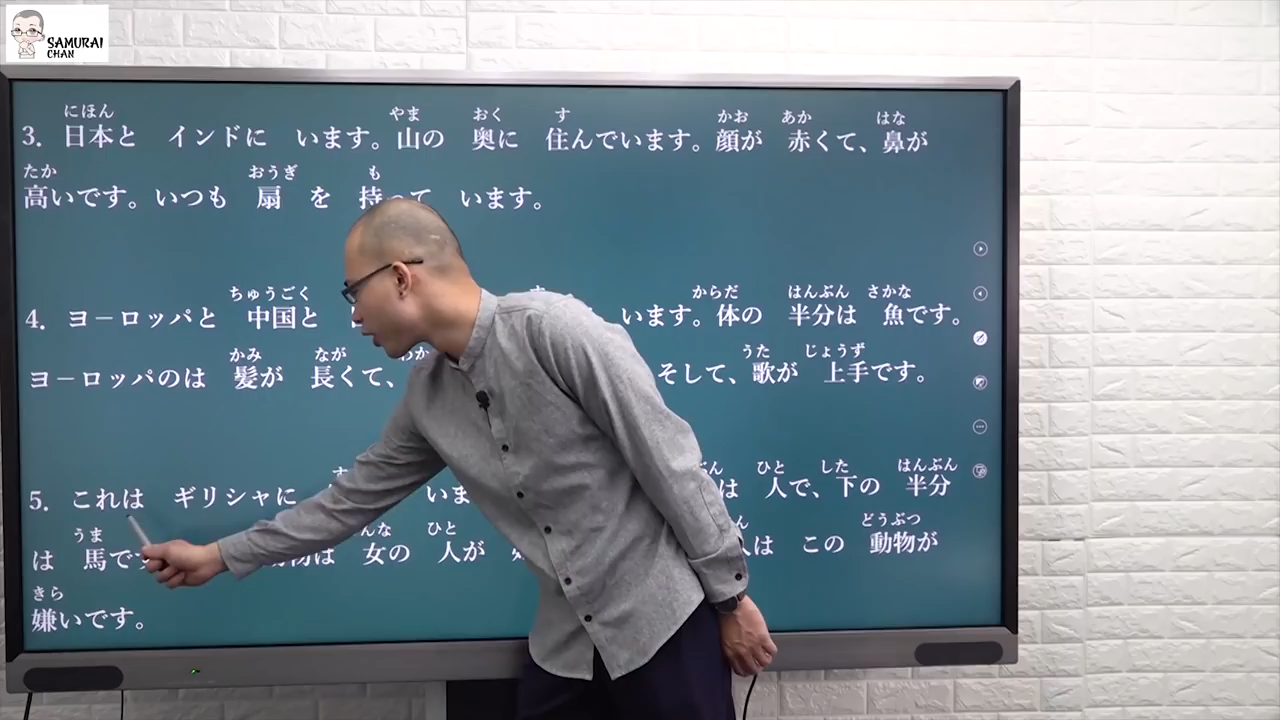 SAMURAI
CHAN
にほん やま おく す かお あか はな
3. 日本と インドに います。山の 奥に 住んでいます。顔が 赤くて、鼻が
たか おうぎ も
高いです。いつも 扇 を 持って います。
ちゅうごく からだ はんぶん さかな
4. ヨーロッパと 中国と います。体の 半分は 魚です。
かみ なが うた じょうず
ヨーロッパのは 髪が 長くて、 そして、歌が 上手です。
す ひと した はんぶん
5. これは ギリシャに いま は 人で、下の 半分
うま ひと どうぶつ
は 馬です 女の 人が は この 動物が
きら
嫌いです。